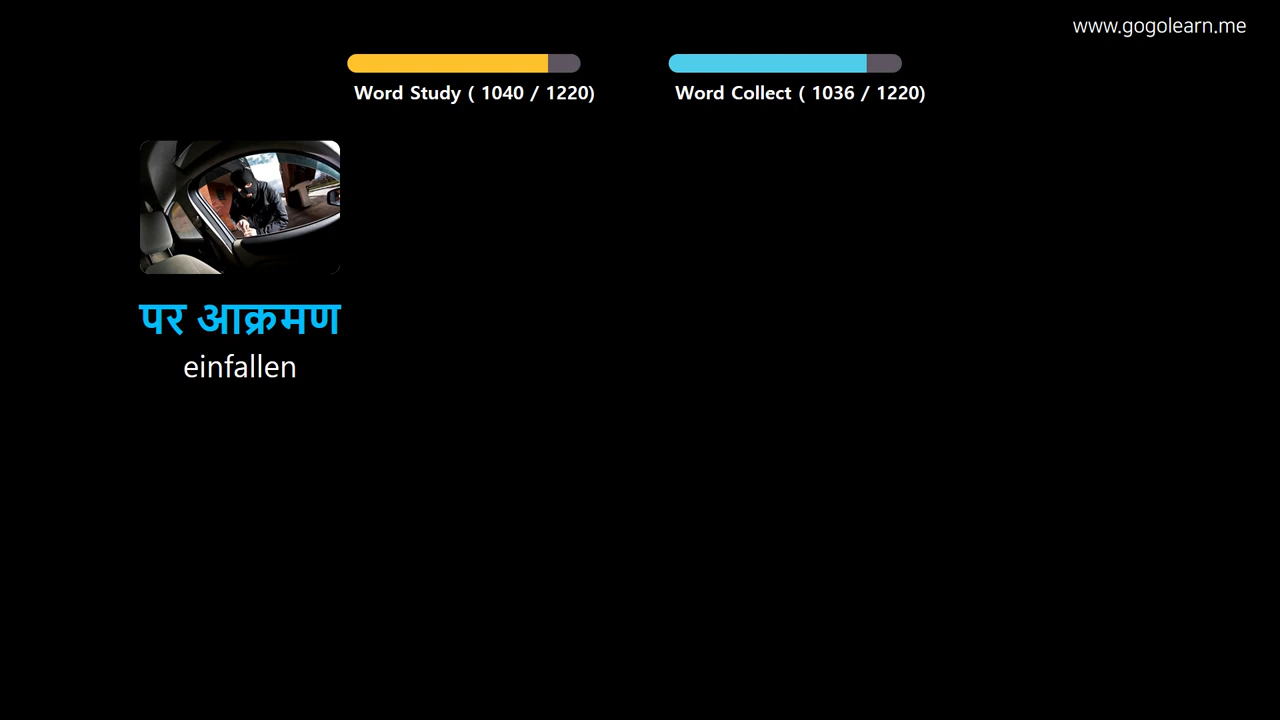 www.gogolearn.me
Word Study ( 1040 / 1220)
Word Collect ( 1036 / 1220)
पर आक्रमण
einfallen